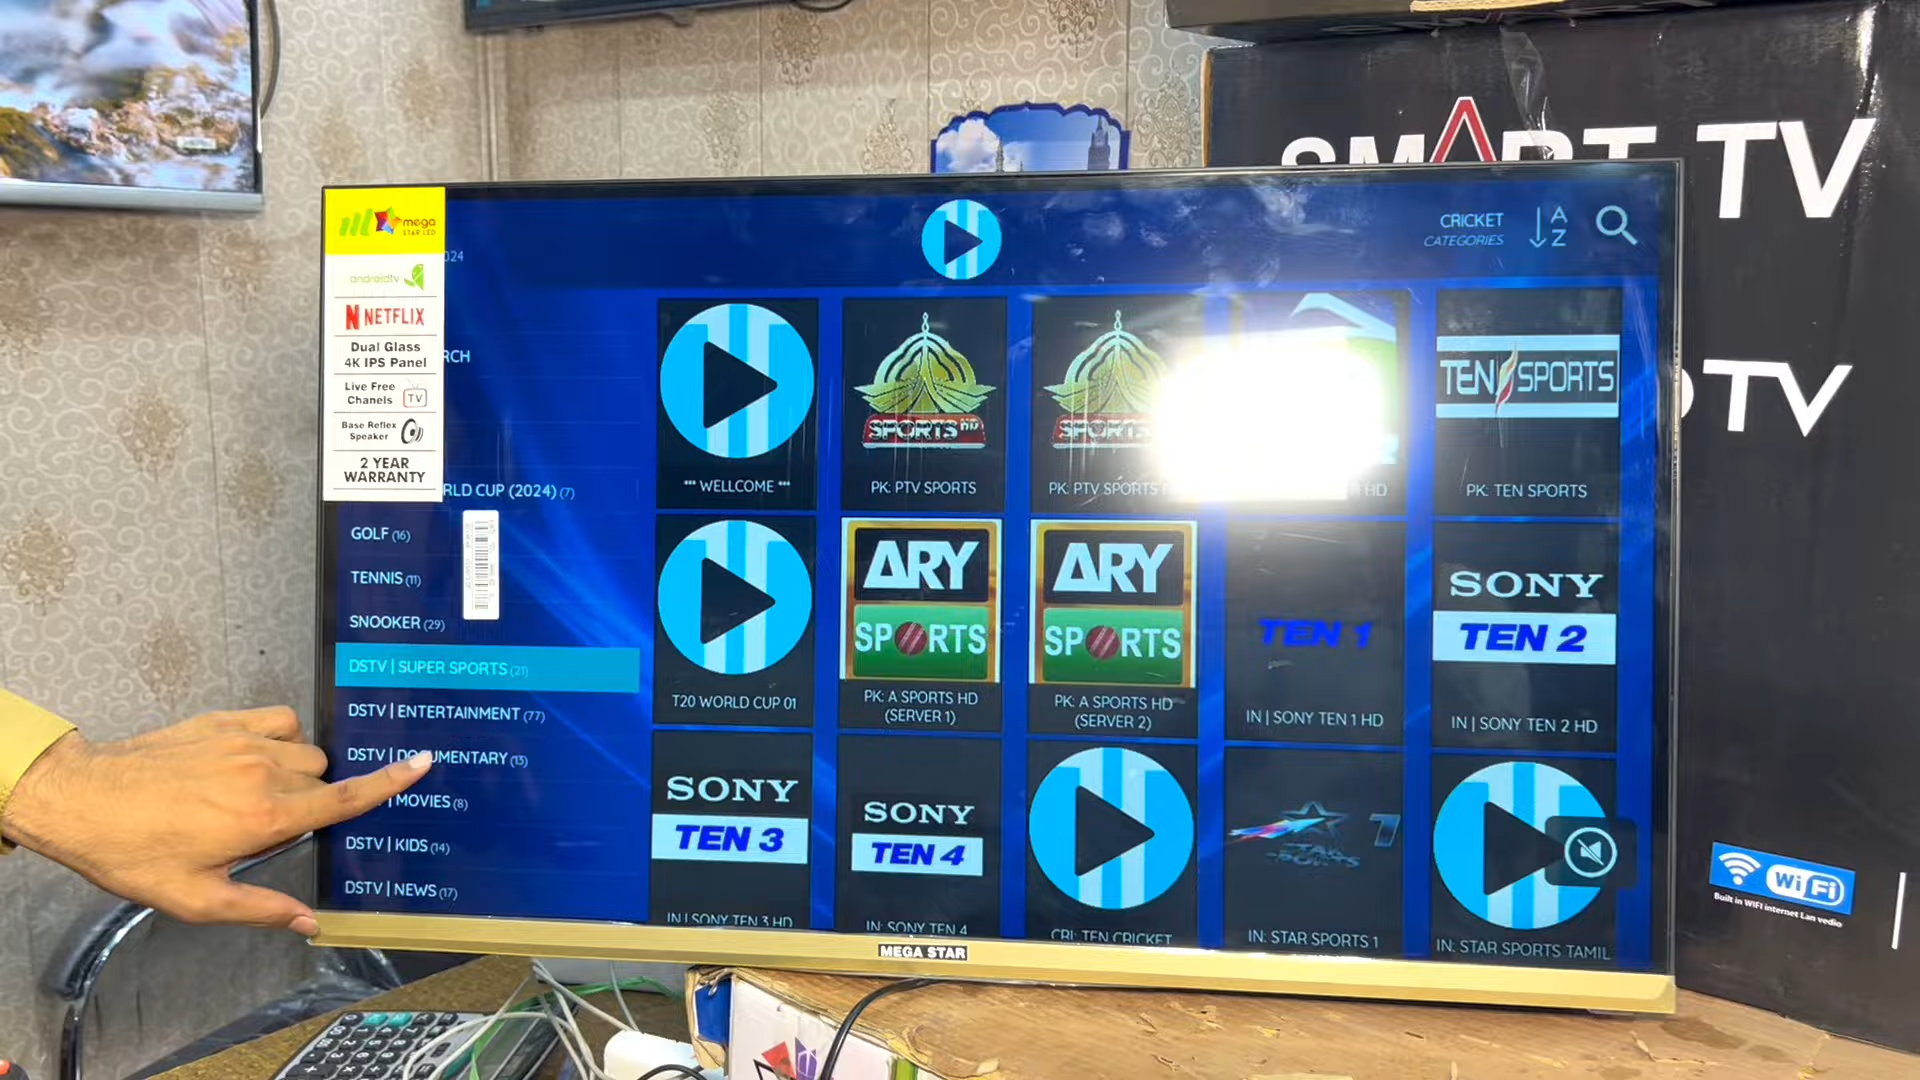 mega
STAR LED
androidtv
NETFLIX
Dual Glass
4K IPS Panel
Live Free
Chanels
TV
Base Reflex
Speaker
2 YEAR
WARRANTY
024
RCH
RLD CUP (2024) (7)
GOLF (16)
TENNIS (11)
SNOOKER (29)
DSTV | SUPER SPORTS (21)
DSTV | ENTERTAINMENT (77)
DSTV | DOCUMENTARY (13)
| MOVIES (8)
DSTV | KIDS (14)
DSTV | NEWS (17)
CRICKET
CATEGORIES
A
Z
*** WELLCOME ***
SPORTS HD
PK: PTV SPORTS
SPORTS
PK: PTV SPORTS
HD
TEN SPORTS
PK: TEN SPORTS
T20 WORLD CUP 01
ARY
SPORTS
PK: A SPORTS HD
(SERVER 1)
ARY
SPORTS
PK: A SPORTS HD
(SERVER 2)
TEN 1
IN | SONY TEN 1 HD
SONY
TEN 2
IN | SONY TEN 2 HD
SONY
TEN 3
IN | SONY TEN 3 HD
SONY
TEN 4
IN: SONY TEN 4
CRI: TEN CRICKET
STAR SPORTS 1
IN: STAR SPORTS 1
IN: STAR SPORTS TAMIL
MEGA STAR
SMART TV
TV
WiFi
Built in WIFI internet Lan vedio